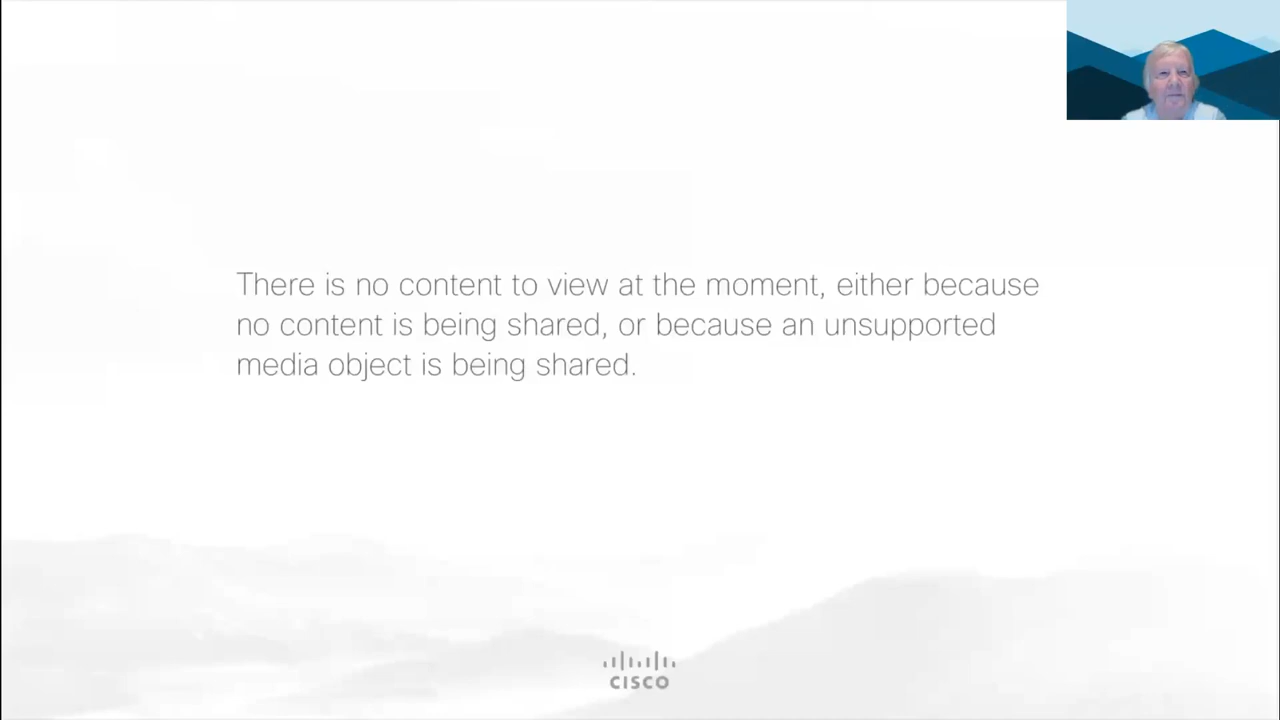 There is no content to view at the moment, either because
no content is being shared, or because an unsupported
media object is being shared.
CISCO